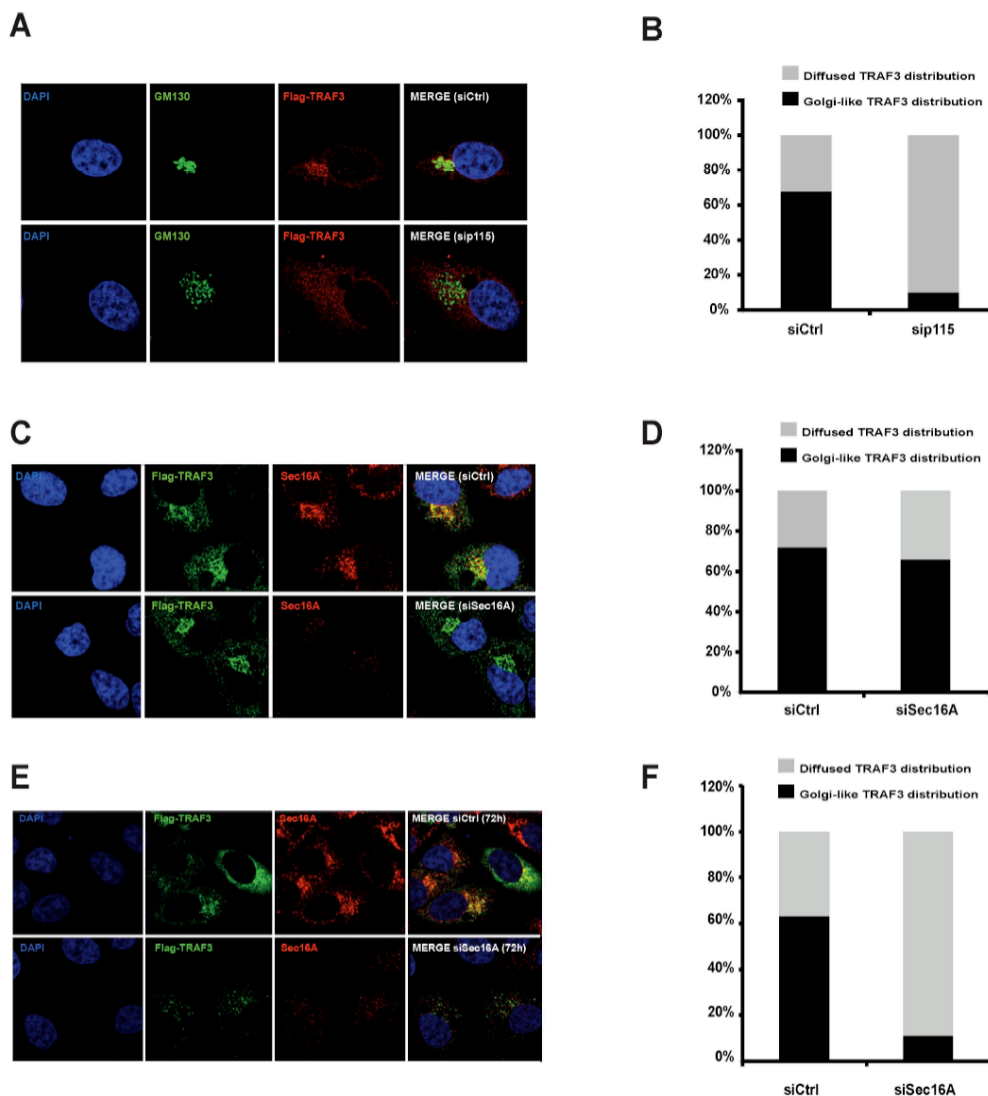 A
DAPI
GM130
Flag-TRAF3
MERGE (siCtrl)
DAPI
GM130
Flag-TRAF3
MERGE (sip115)
B
Diffused TRAF3 distribution
Golgi-like TRAF3 distribution
120%
100%
80%
60%
40%
20%
0%
siCtrl
sip115
C
DAPI
Flag-TRAF3
Sec16A
MERGE (siCtrl)
DAPI
Flag-TRAF3
Sec16A
MERGE (siSec16A)
D
Diffused TRAF3 distribution
Golgi-like TRAF3 distribution
120%
100%
80%
60%
40%
20%
0%
siCtrl
siSec16A
E
DAPI
Flag-TRAF3
Sec16A
MERGE siCtrl (72h)
DAPI
Flag-TRAF3
Sec16A
MERGE siSec16A (72h)
F
Diffused TRAF3 distribution
Golgi-like TRAF3 distribution
120%
100%
80%
60%
40%
20%
0%
siCtrl
siSec16A